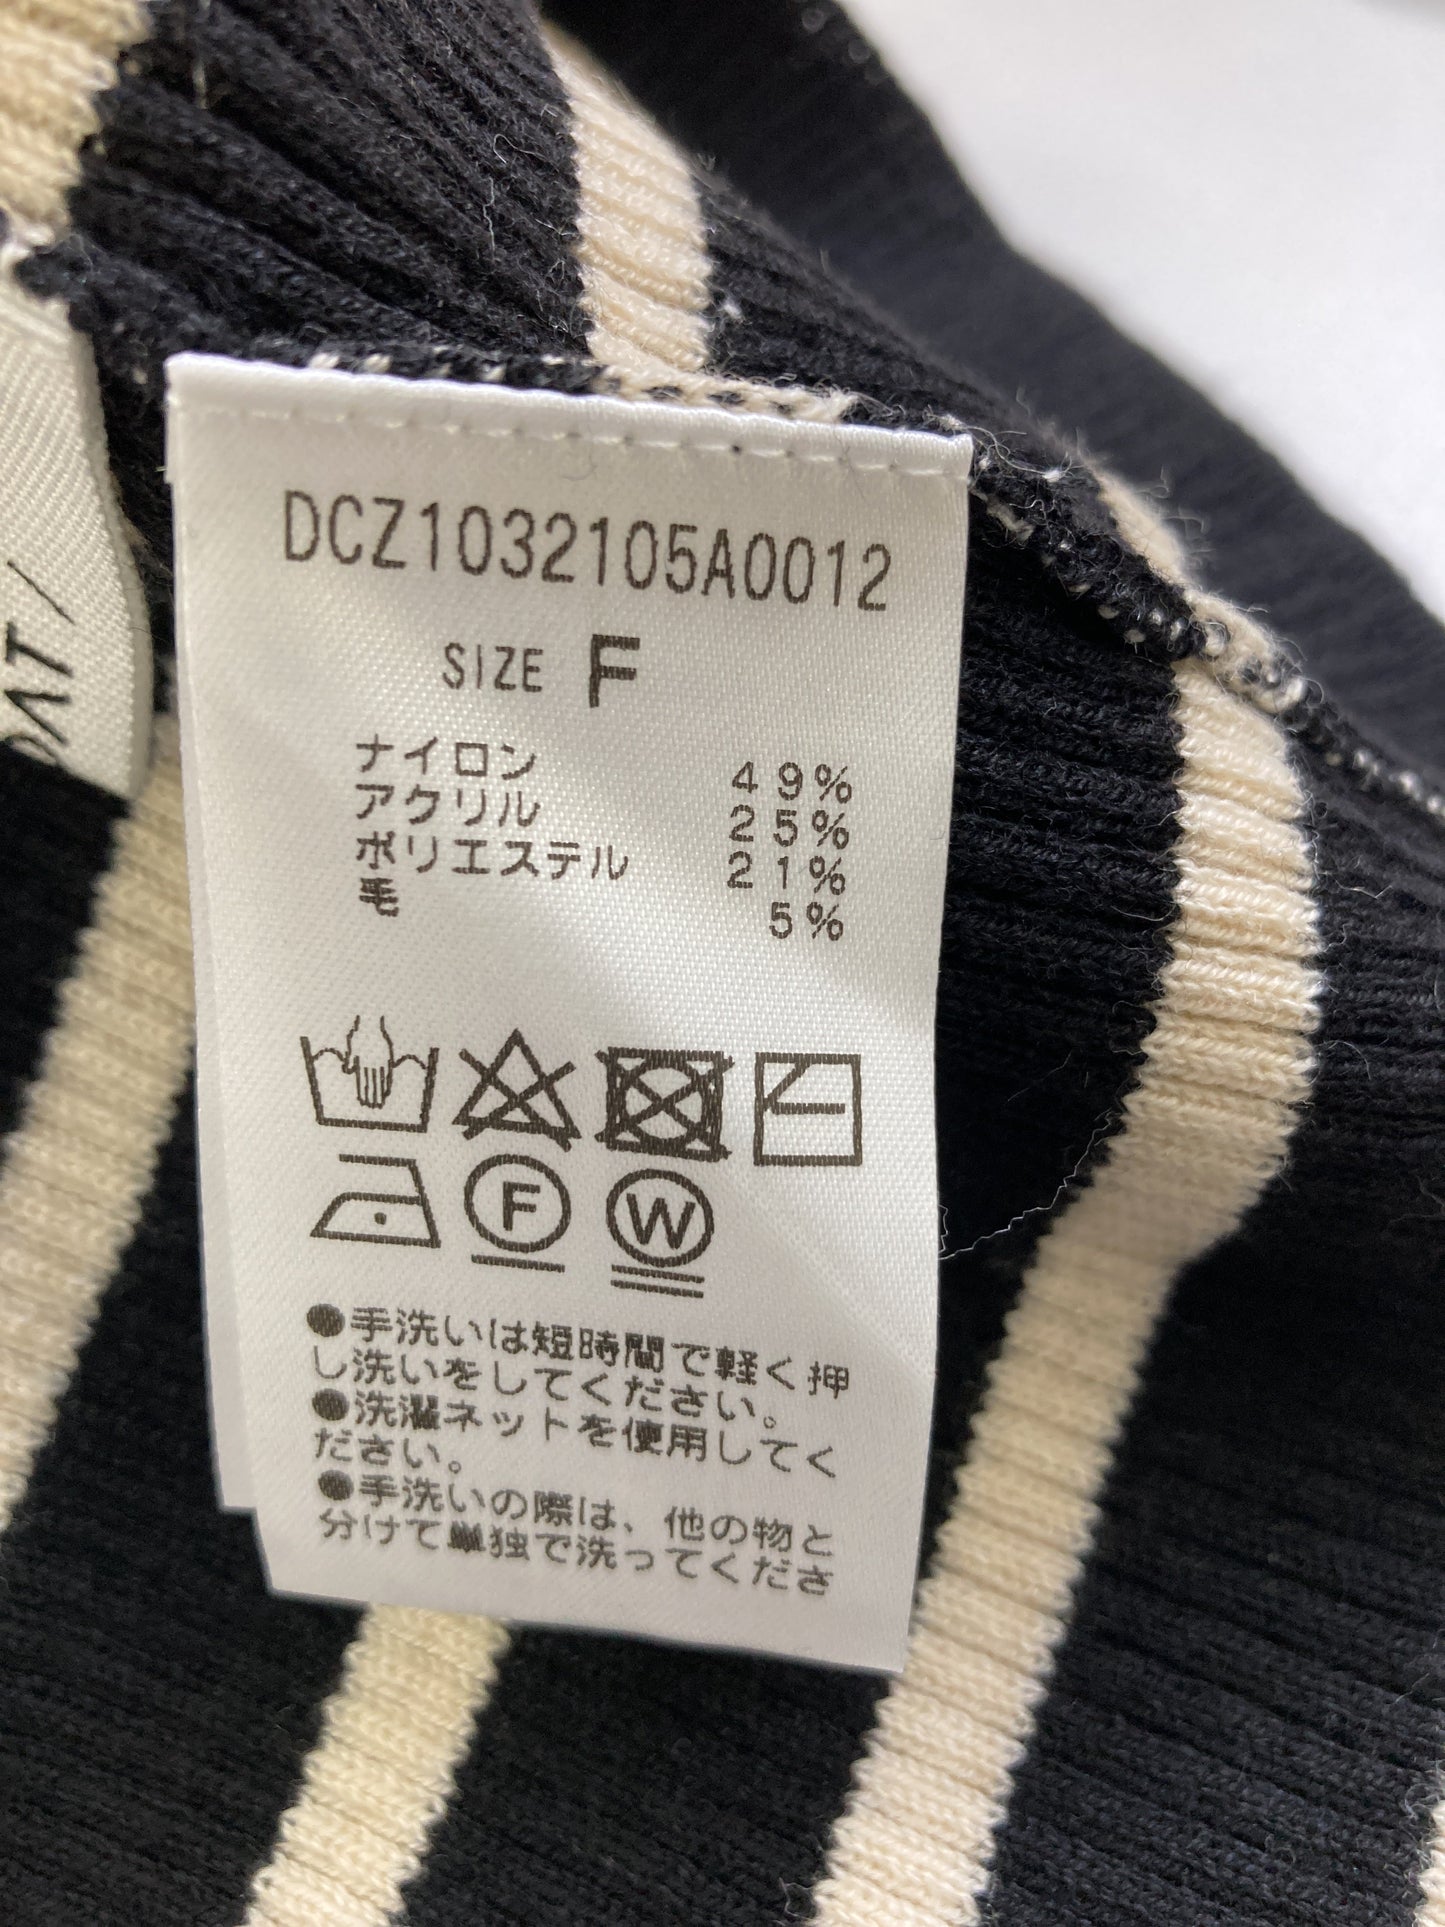 DCZ1032105A0012
SIZE F
ナイロン 49%
アクリル 25%
ポリエステル 21%
毛 5%
F W
●手洗いは短時間で軽く押
し洗いをしてください。
●洗濯ネットを使用してく
ださい。
●手洗いの際は、他の物と
分けて単独で洗ってくださ